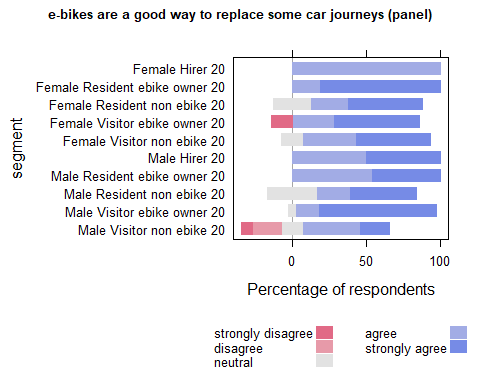 e-bikes are a good way to replace some car journeys (panel)
segment
Female Hirer 20
Female Resident ebike owner 20
Female Resident non ebike 20
Female Visitor ebike owner 20
Female Visitor non ebike 20
Male Hirer 20
Male Resident ebike owner 20
Male Resident non ebike 20
Male Visitor ebike owner 20
Male Visitor non ebike 20
0 50 100
Percentage of respondents
strongly disagree agree
disagree strongly agree
neutral